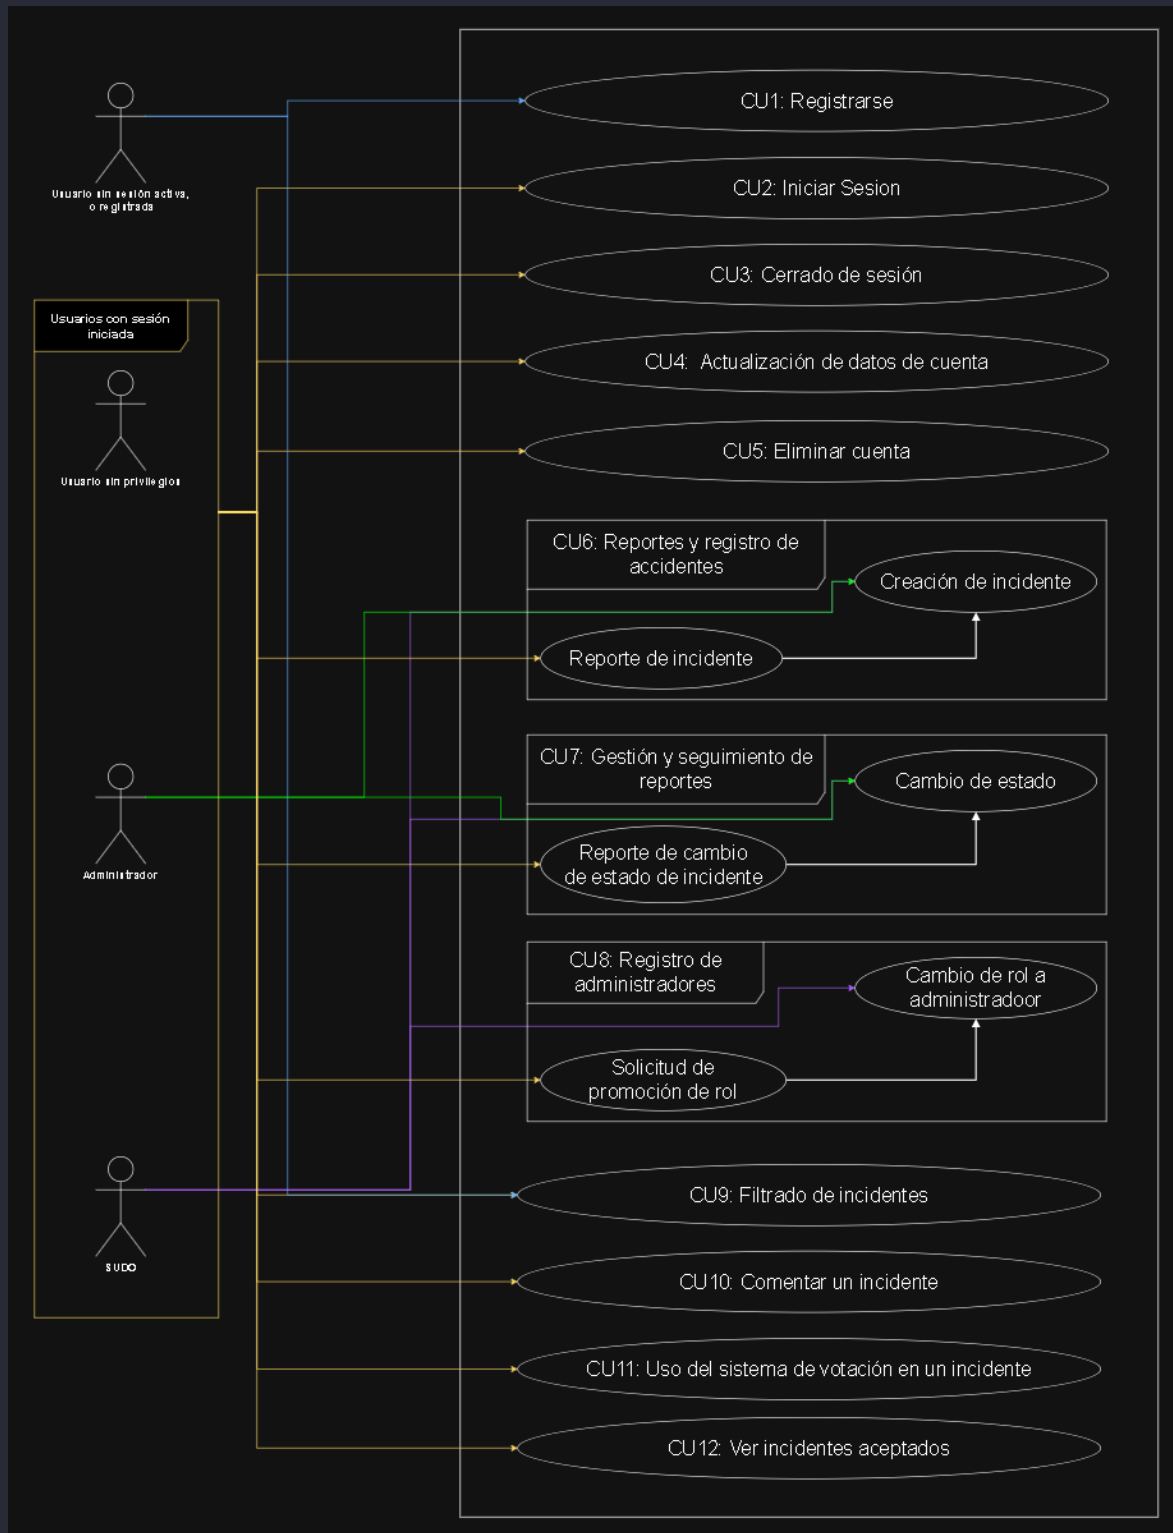 CU1: Registrarse
Usuario sin sesión activa,
o registrada
CU2: Iniciar Sesion
CU3: Cerrado de sesión
Usuarios con sesión
iniciada
CU4: Actualización de datos de cuenta
CU5: Eliminar cuenta
Usuario sin privilegios
CU6: Reportes y registro de
accidentes
Creación de incidente
Reporte de incidente
CU7: Gestión y seguimiento de
reportes
Cambio de estado
Reporte de cambio
de estado de incidente
Administrador
CU8: Registro de
administradores
Cambio de rol a
administradoor
Solicitud de
promoción de rol
CU9: Filtrado de incidentes
SUDO
CU10: Comentar un incidente
CU11: Uso del sistema de votación en un incidente
CU12: Ver incidentes aceptados